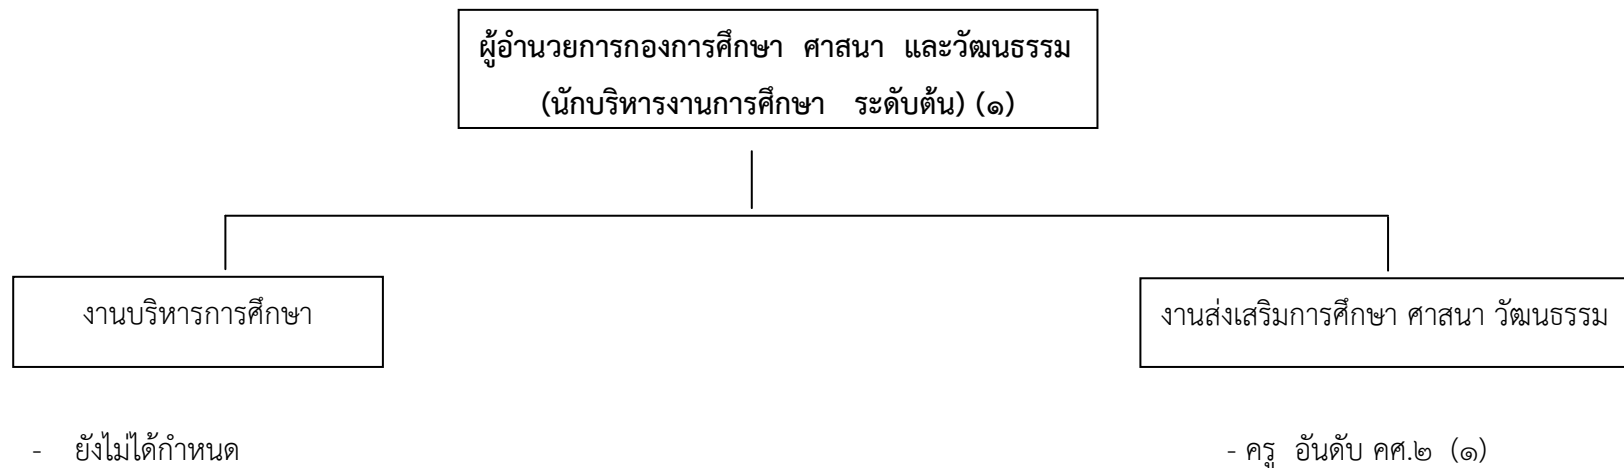 ผู้อำนวยการกองการศึกษา ศาสนา และวัฒนธรรม
(นักบริหารงานการศึกษา ระดับต้น) (๑)
งานบริหารการศึกษา
งานส่งเสริมการศึกษา ศาสนา วัฒนธรรม
- ยังไม่ได้กำหนด
- ครู อันดับ คศ.๒ (๑)